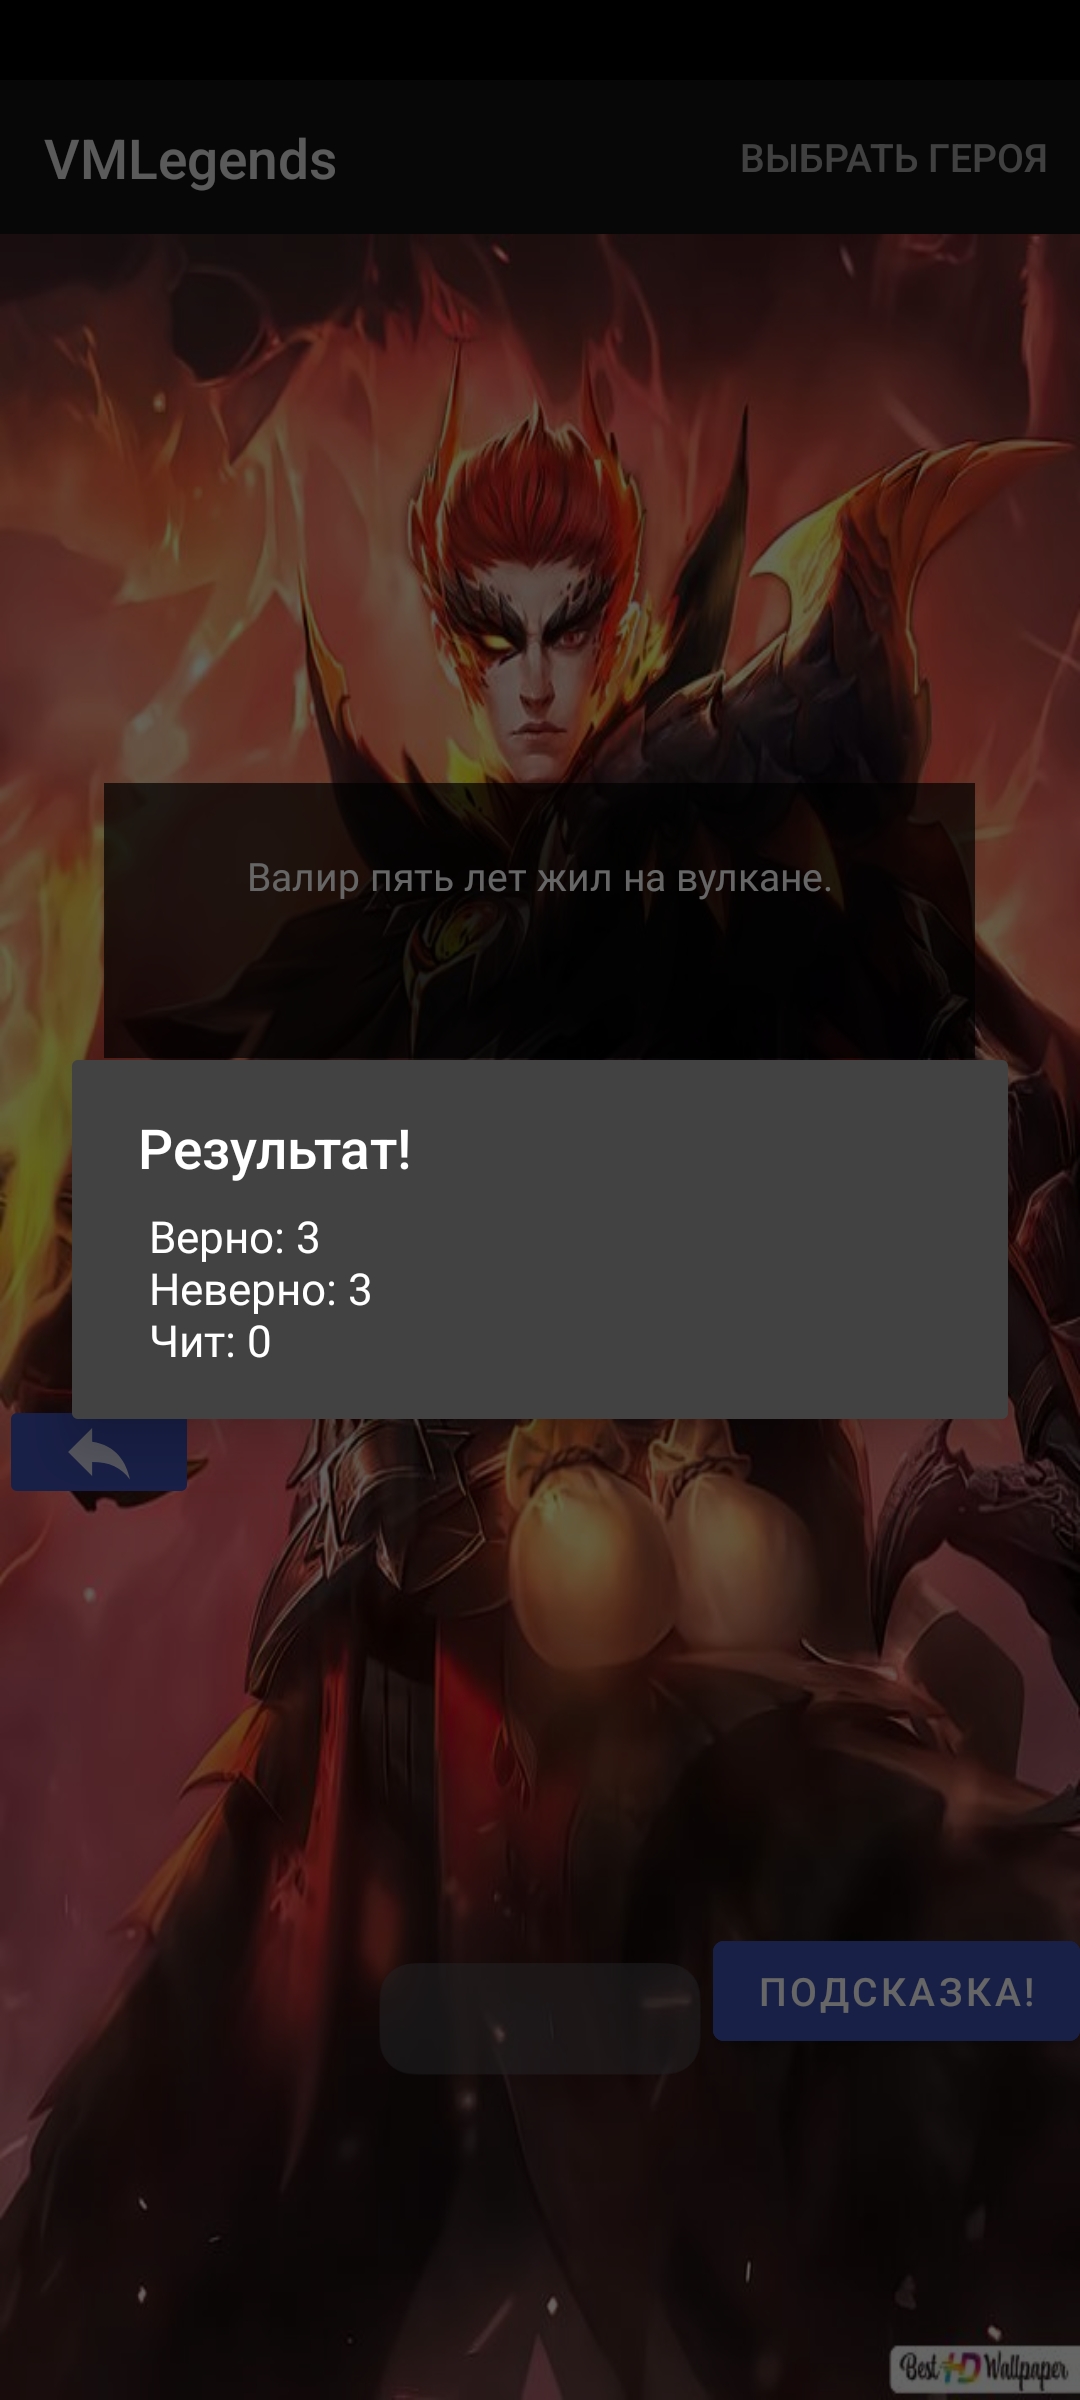 VMLegends
ВЫБРАТЬ ГЕРОЯ
Валир пять лет жил на вулкане.
Результат!
Верно: 3
Неверно: 3
Чит: 0
ПОДСКАЗКА!
Best HD Wallpaper